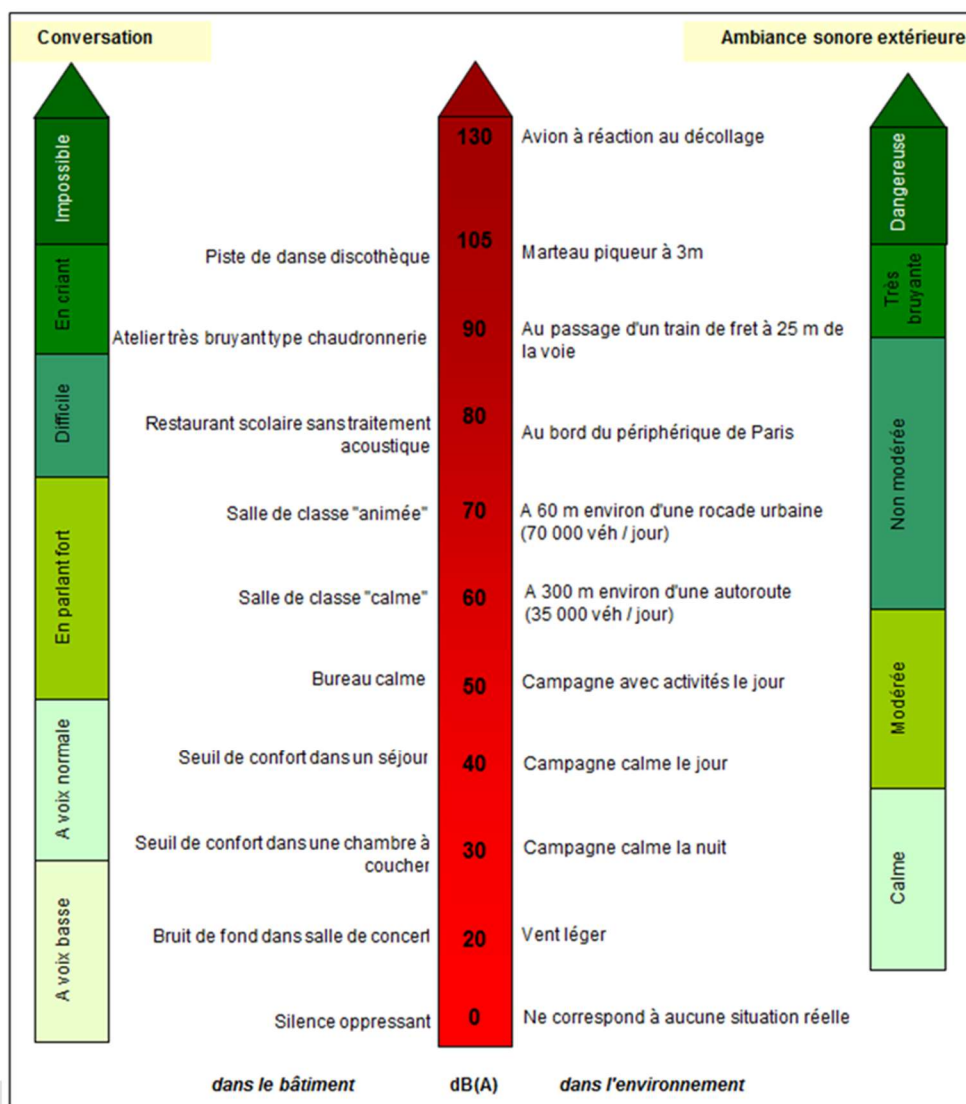 Conversation
Ambiance sonore extérieure
Impossible
En criant
Difficile
En parlant fort
A voix normale
A voix basse
130
Avion à réaction au décollage
105
Piste de danse discothèque
Marteau piqueur à 3m
90
Atelier très bruyant type chaudronnerie
Au passage d'un train de fret à 25 m de
la voie
80
Restaurant scolaire sans traitement
acoustique
Au bord du périphérique de Paris
70
Salle de classe "animée"
A 60 m environ d'une rocade urbaine
(70 000 véh / jour)
60
Salle de classe "calme"
A 300 m environ d'une autoroute
(35 000 véh / jour)
50
Bureau calme
Campagne avec activités le jour
40
Seuil de confort dans un séjour
Campagne calme le jour
30
Seuil de confort dans une chambre à
coucher
Campagne calme la nuit
20
Bruit de fond dans salle de concert
Vent léger
0
Silence oppressant
Ne correspond à aucune situation réelle
Dangereuse
Très
bruyante
Non modérée
Modérée
Calme
dans le bâtiment
dB(A)
dans l'environnement